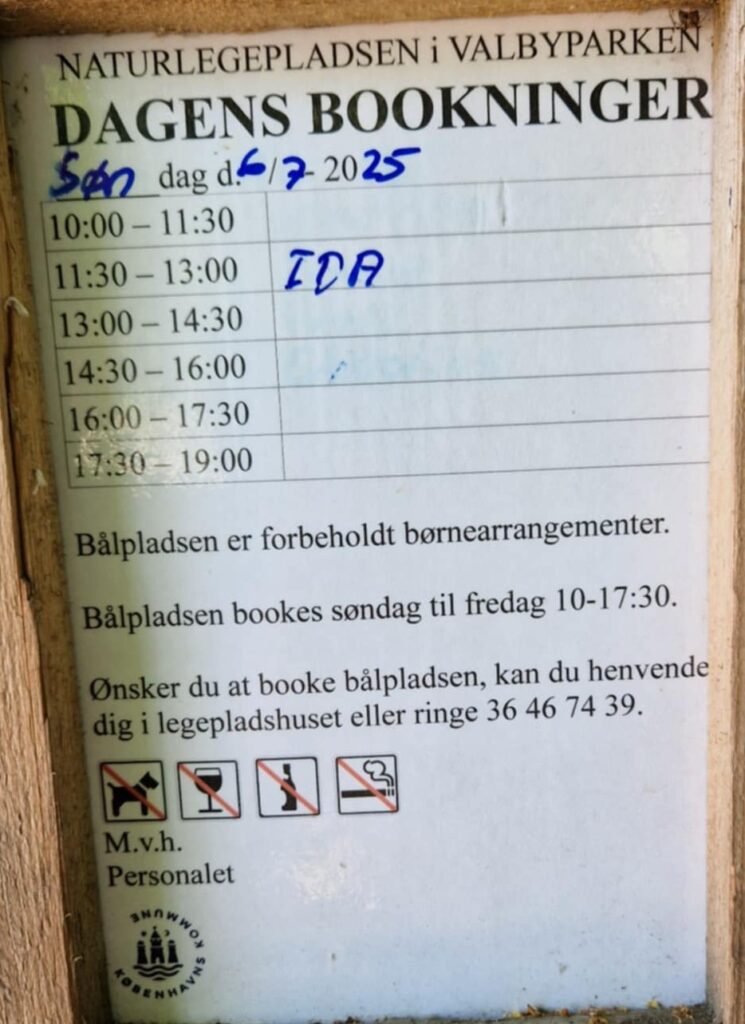 NATURLEGEPLADSEN i VALBYPARKEN
DAGENS BOOKNINGER
Søn dag d. 6/7- 2025
10:00 – 11:30
11:30 – 13:00 IDA
13:00 – 14:30
14:30 – 16:00
16:00 – 17:30
17:30 – 19:00
Bålpladsen er forbeholdt børnearrangementer.
Bålpladsen bookes søndag til fredag 10-17:30.
Ønsker du at booke bålpladsen, kan du henvende
dig i legepladshuset eller ringe 36 46 74 39.
M.v.h.
Personalet
KØBENHAVNS KOMMUNE